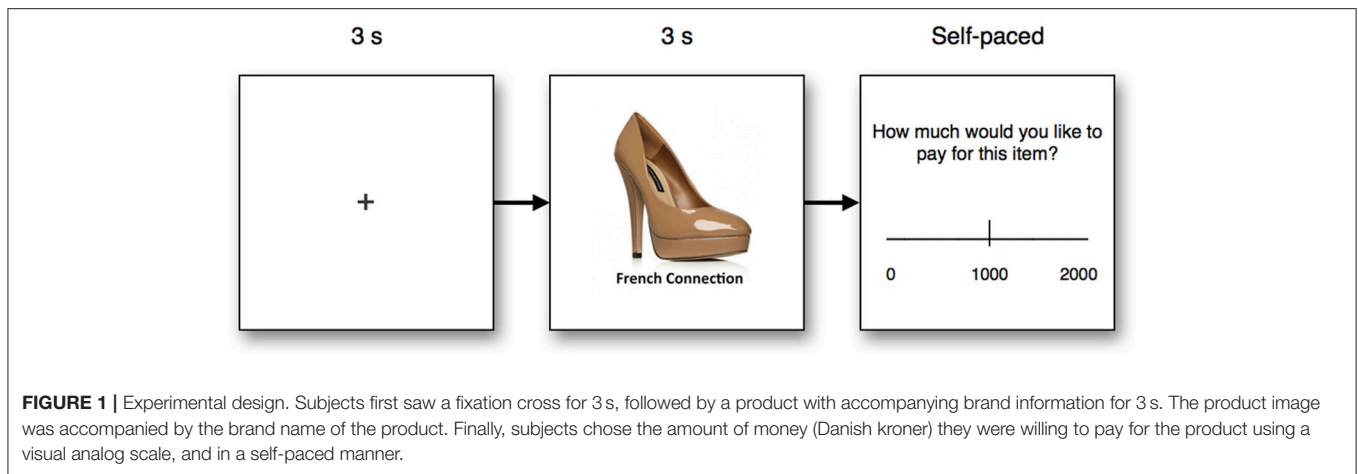 3 s
3 s
Self-paced
+
French Connection
How much would you like to
pay for this item?
0 1000 2000
FIGURE 1 | Experimental design. Subjects first saw a fixation cross for 3 s, followed by a product with accompanying brand information for 3 s. The product image
was accompanied by the brand name of the product. Finally, subjects chose the amount of money (Danish kroner) they were willing to pay for the product using a
visual analog scale, and in a self-paced manner.